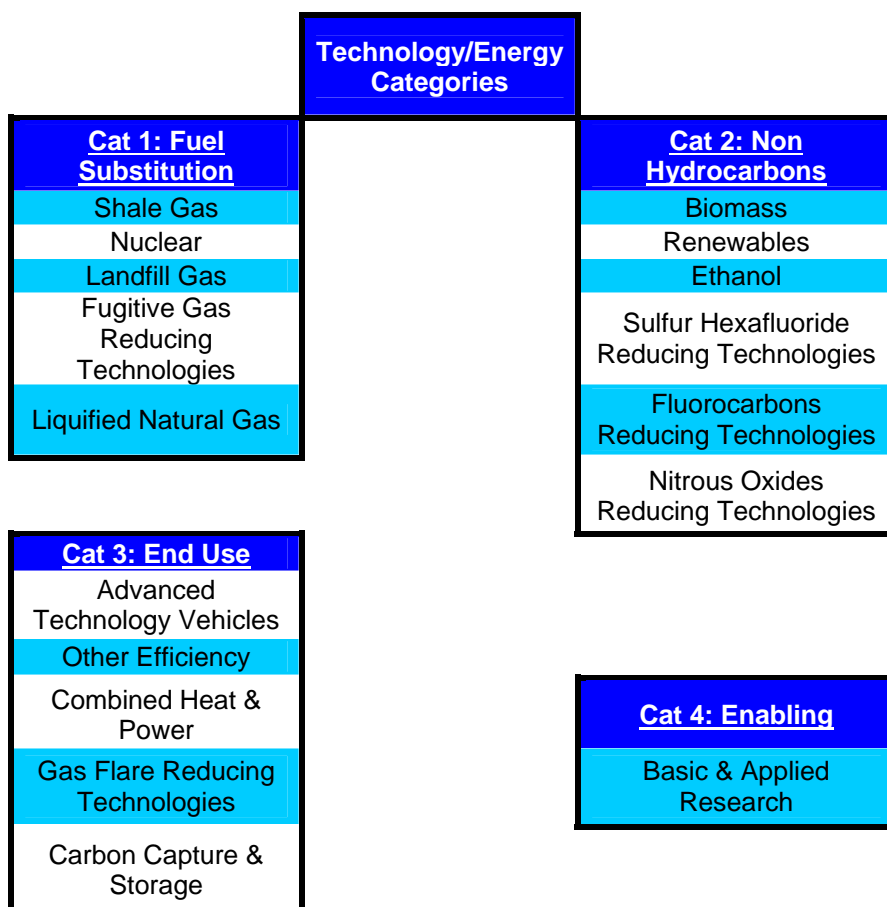 Technology/Energy
Categories
Cat 1: Fuel
Substitution
Shale Gas
Nuclear
Landfill Gas
Fugitive Gas
Reducing
Technologies
Liquified Natural Gas
Cat 2: Non
Hydrocarbons
Biomass
Renewables
Ethanol
Sulfur Hexafluoride
Reducing Technologies
Fluorocarbons
Reducing Technologies
Nitrous Oxides
Reducing Technologies
Cat 3: End Use
Advanced
Technology Vehicles
Other Efficiency
Combined Heat &
Power
Gas Flare Reducing
Technologies
Carbon Capture &
Storage
Cat 4: Enabling
Basic & Applied
Research